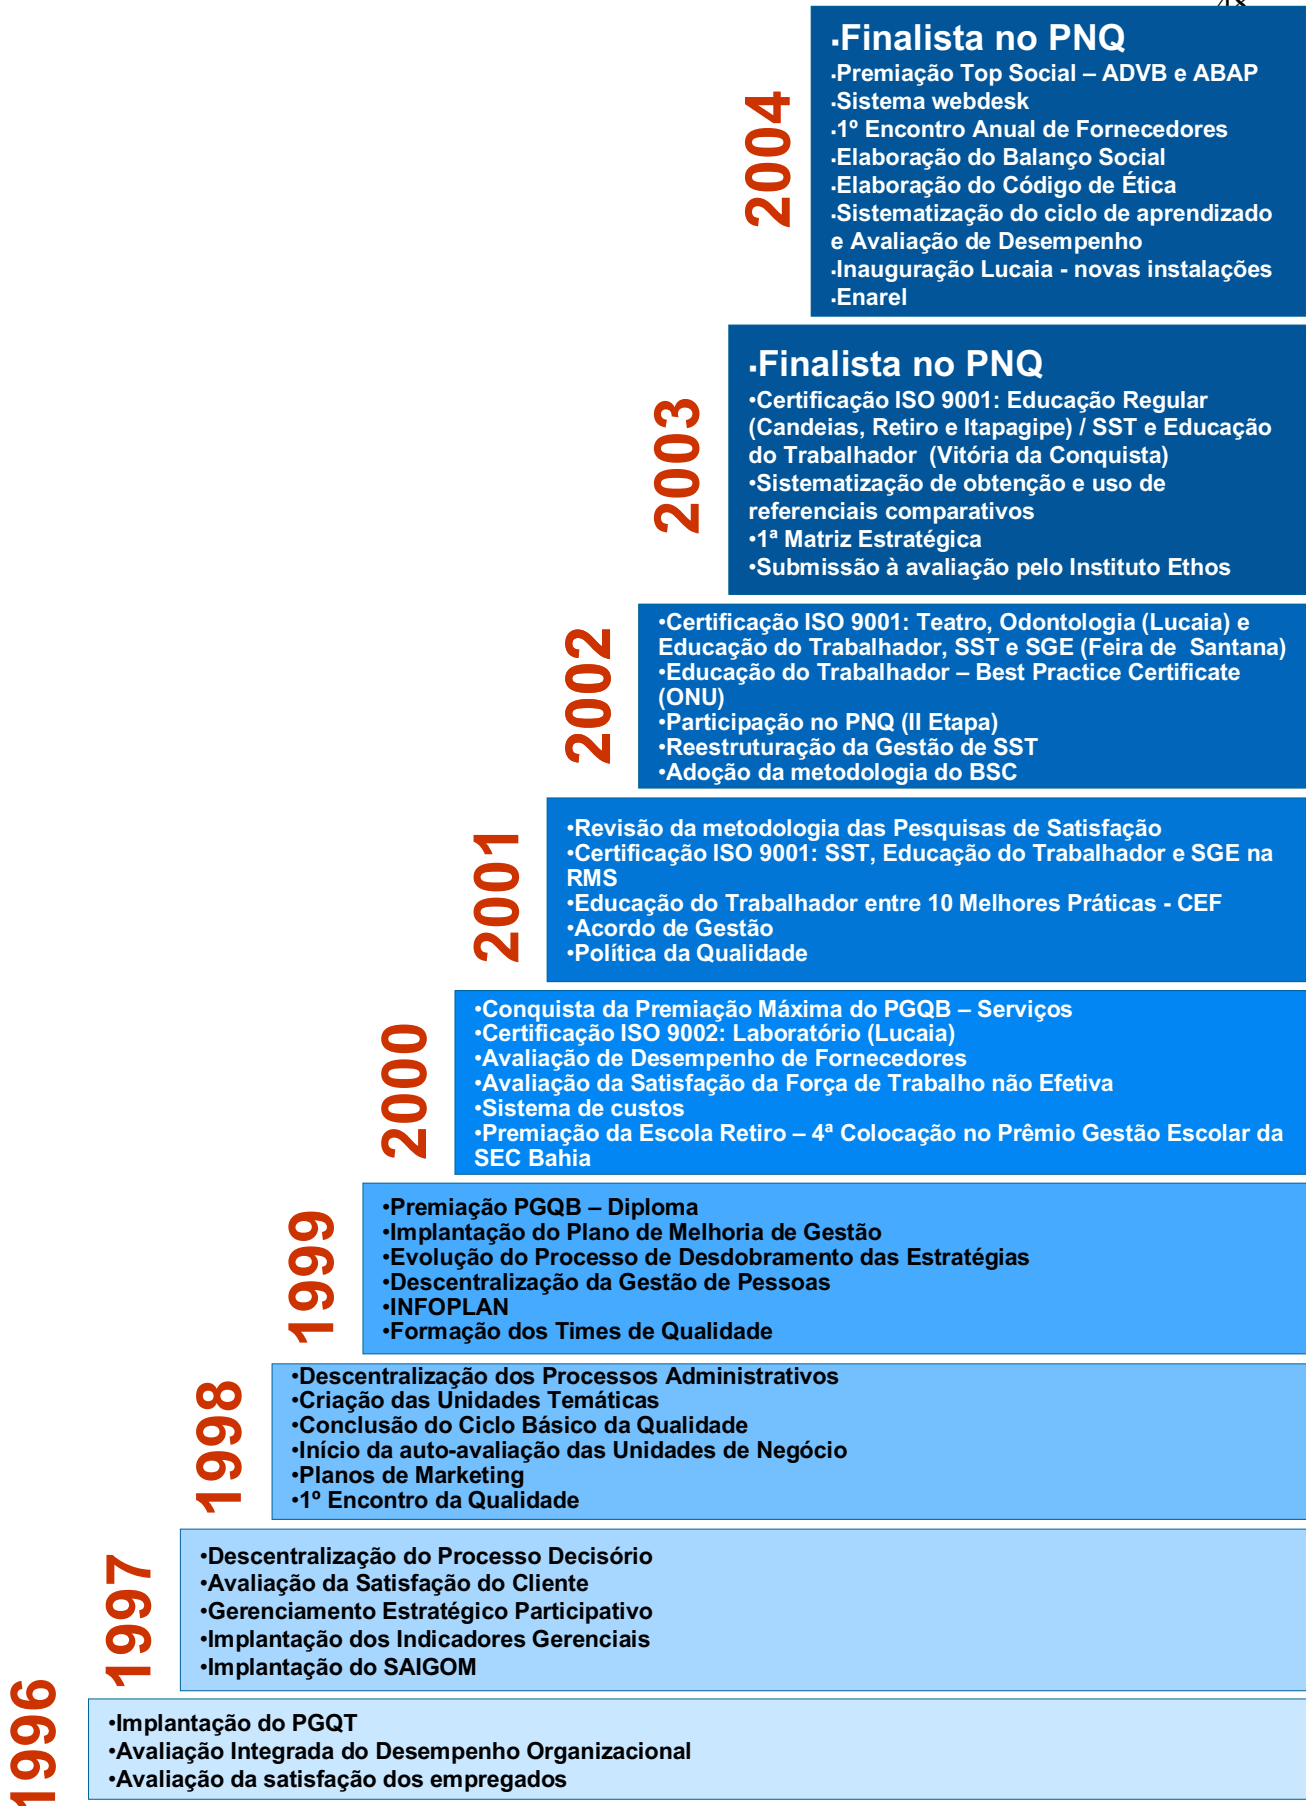 2004
▪Finalista no PNQ
▪Premiação Top Social – ADVB e ABAP
▪Sistema webdesk
▪1º Encontro Anual de Fornecedores
▪Elaboração do Balanço Social
▪Elaboração do Código de Ética
▪Sistematização do ciclo de aprendizado
e Avaliação de Desempenho
▪Inauguração Lucaia - novas instalações
▪Enarel
2003
▪Finalista no PNQ
•Certificação ISO 9001: Educação Regular
(Candeias, Retiro e Itapagipe) / SST e Educação
do Trabalhador (Vitória da Conquista)
•Sistematização de obtenção e uso de
referenciais comparativos
•1ª Matriz Estratégica
•Submissão à avaliação pelo Instituto Ethos
2002
•Certificação ISO 9001: Teatro, Odontologia (Lucaia) e
Educação do Trabalhador, SST e SGE (Feira de Santana)
•Educação do Trabalhador – Best Practice Certificate
(ONU)
•Participação no PNQ (II Etapa)
•Reestruturação da Gestão de SST
•Adoção da metodologia do BSC
2001
•Revisão da metodologia das Pesquisas de Satisfação
•Certificação ISO 9001: SST, Educação do Trabalhador e SGE na
RMS
•Educação do Trabalhador entre 10 Melhores Práticas - CEF
•Acordo de Gestão
•Política da Qualidade
2000
•Conquista da Premiação Máxima do PGQB – Serviços
•Certificação ISO 9002: Laboratório (Lucaia)
•Avaliação de Desempenho de Fornecedores
•Avaliação da Satisfação da Força de Trabalho não Efetiva
•Sistema de custos
•Premiação da Escola Retiro – 4ª Colocação no Prêmio Gestão Escolar da
SEC Bahia
1999
•Premiação PGQB – Diploma
•Implantação do Plano de Melhoria de Gestão
•Evolução do Processo de Desdobramento das Estratégias
•Descentralização da Gestão de Pessoas
•INFOPLAN
•Formação dos Times de Qualidade
1998
•Descentralização dos Processos Administrativos
•Criação das Unidades Temáticas
•Conclusão do Ciclo Básico da Qualidade
•Início da auto-avaliação das Unidades de Negócio
•Planos de Marketing
•1º Encontro da Qualidade
1997
•Descentralização do Processo Decisório
•Avaliação da Satisfação do Cliente
•Gerenciamento Estratégico Participativo
•Implantação dos Indicadores Gerenciais
•Implantação do SAIGOM
1996
•Implantação do PGQT
•Avaliação Integrada do Desempenho Organizacional
•Avaliação da satisfação dos empregados